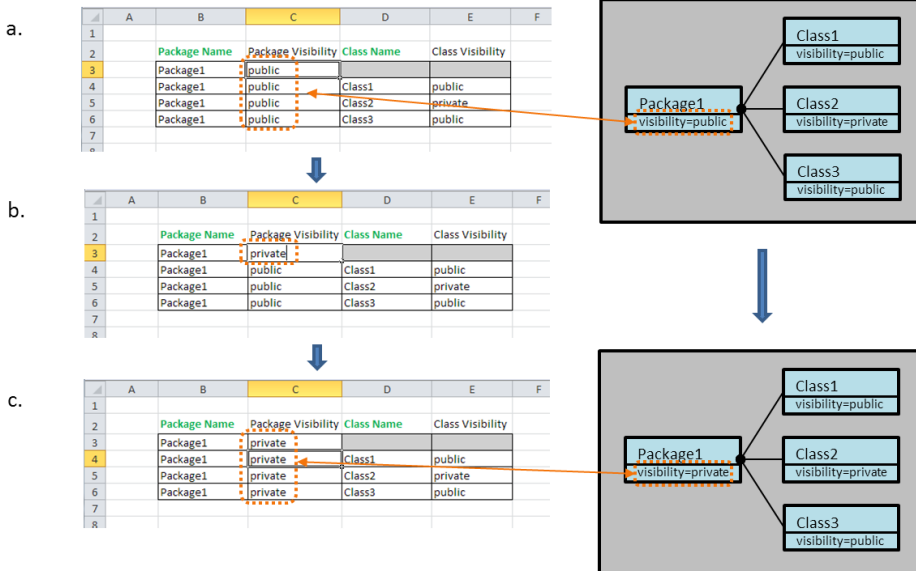 a.
A B C D E F
1
2 Package Name Package Visibility Class Name Class Visibility
3 Package1 public
4 Package1 public Class1 public
5 Package1 public Class2 private
6 Package1 public Class3 public
7
8
Class1
visibility=public
Package1
visibility=public
Class2
visibility=private
Class3
visibility=public
b.
A B C D E F
1
2 Package Name Package Visibility Class Name Class Visibility
3 Package1 private
4 Package1 public Class1 public
5 Package1 public Class2 private
6 Package1 public Class3 public
7
8
c.
A B C D E F
1
2 Package Name Package Visibility Class Name Class Visibility
3 Package1 private
4 Package1 private Class1 public
5 Package1 private Class2 private
6 Package1 private Class3 public
7
8
Class1
visibility=public
Package1
visibility=private
Class2
visibility=private
Class3
visibility=public